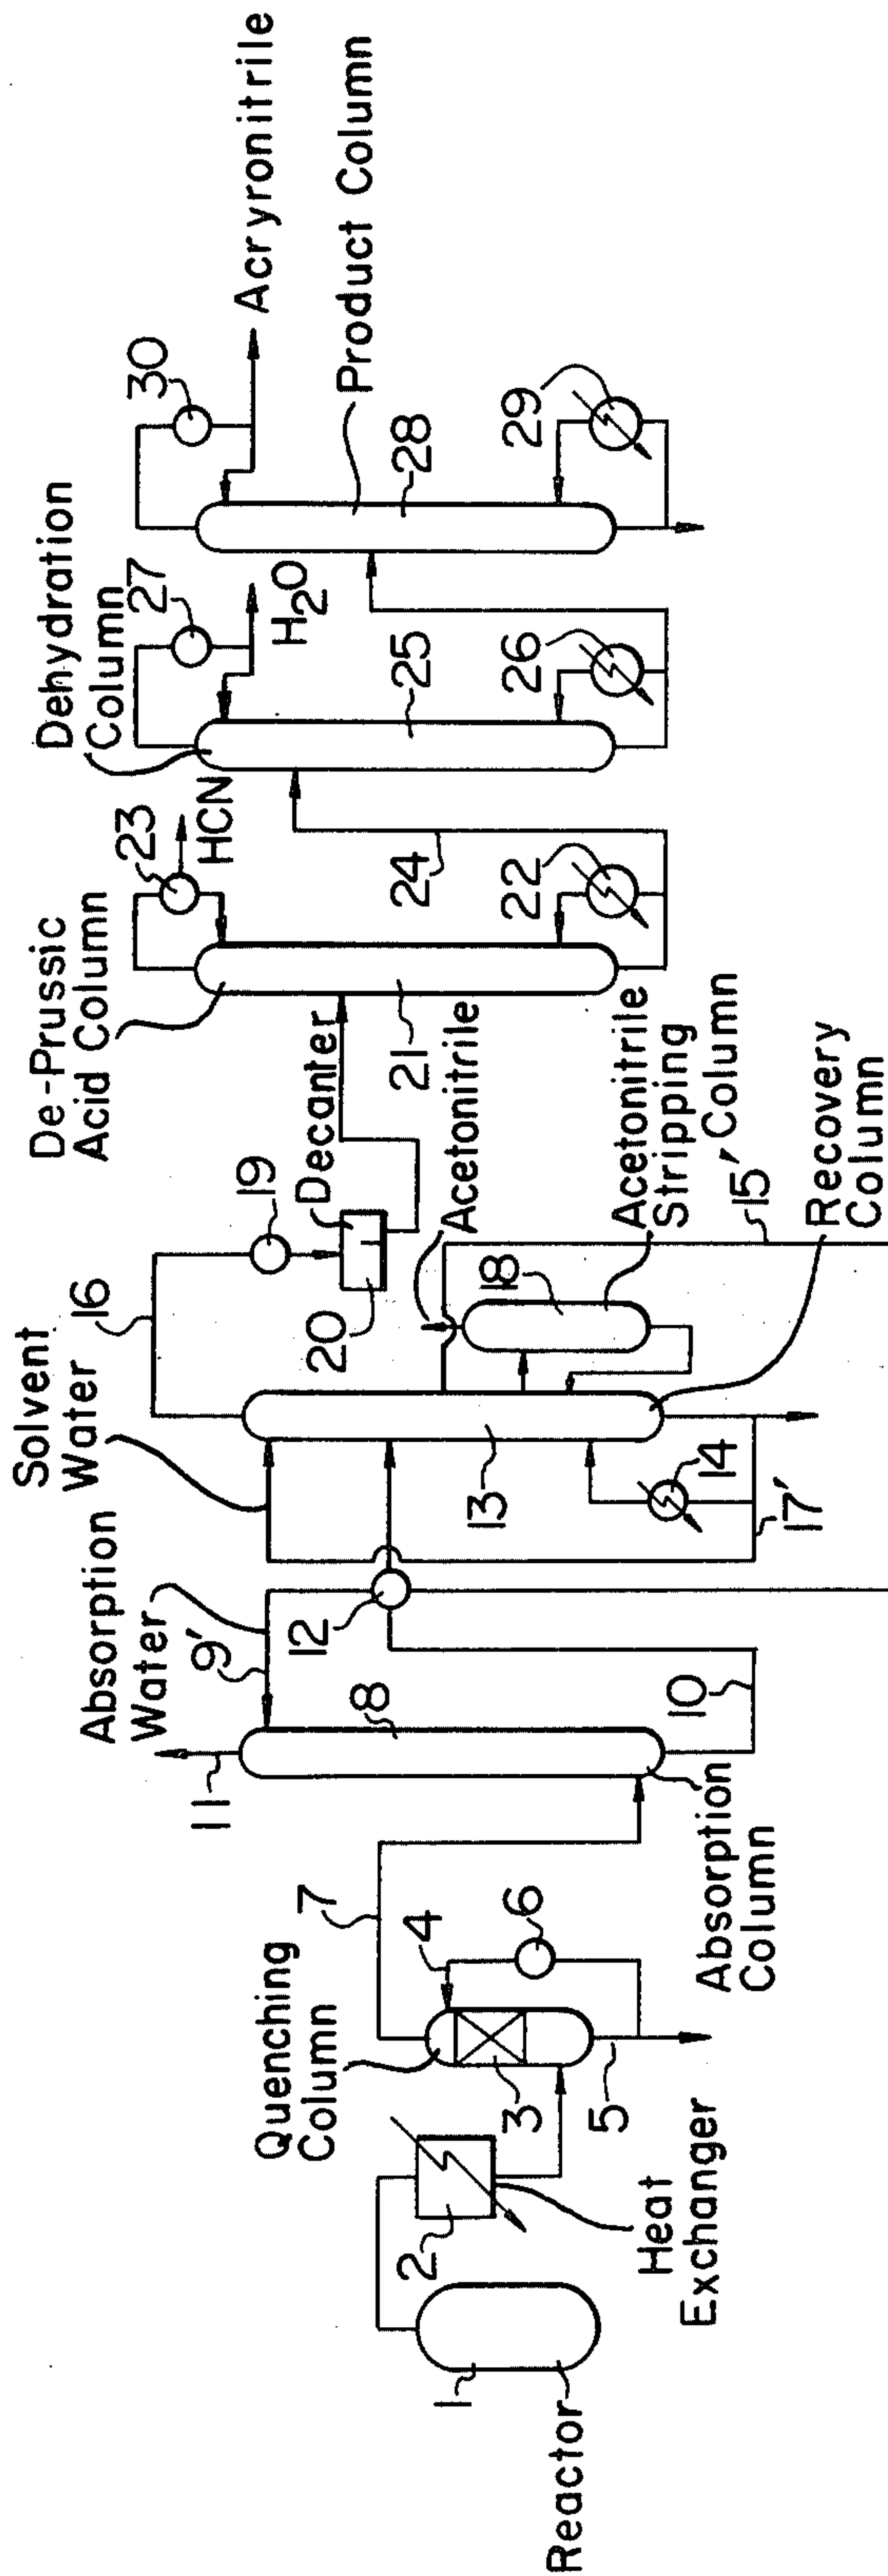 Reactor
1
2
Heat
Exchanger
Quenching
Column
3
4
5
6
7
Absorption
Column
8
Absorption
Water
9'
10
11
12
Solvent
Water
13
14
15'
16
17'
Recovery
Column
Acetonitrile
Stripping
Column
18
Acetonitrile
19
Decanter
20
De-Prussic
Acid Column
21
22
23
HCN
24
Dehydration
Column
25
26
27
H2O
Product Column
28
29
30
Acryronitrile